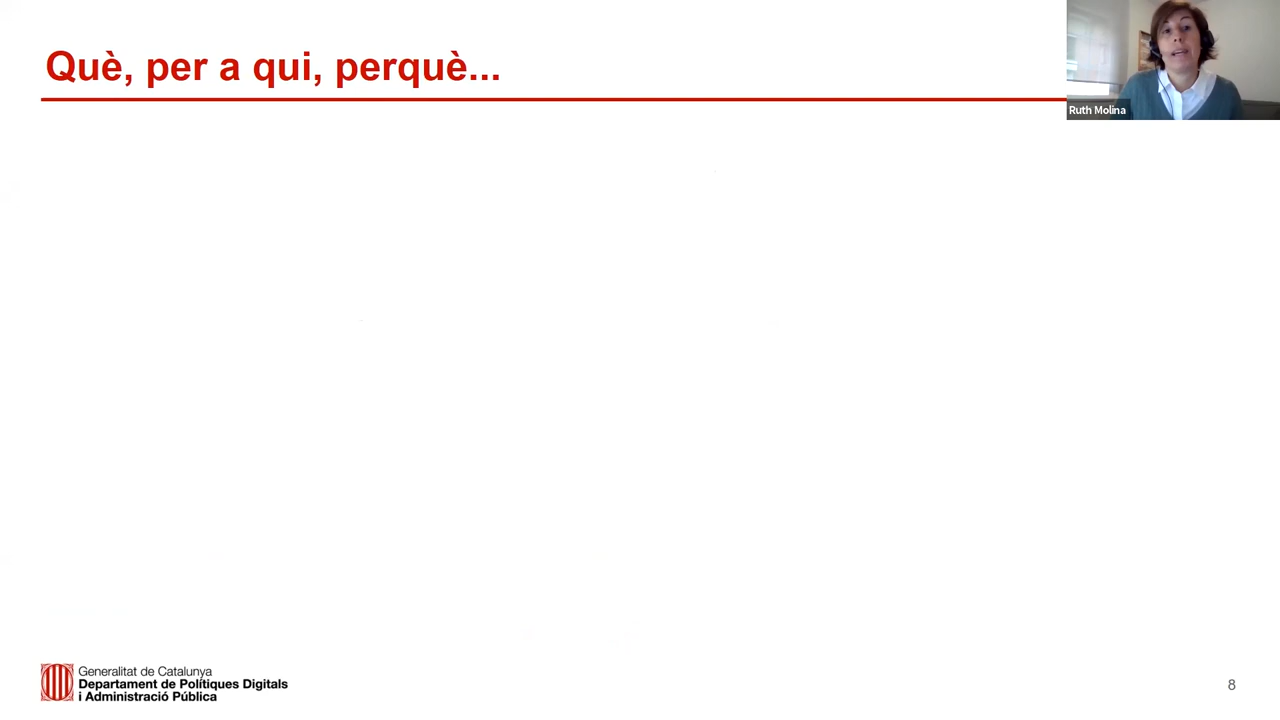 Què, per a qui, perquè...
Ruth Molina
Generalitat de Catalunya
Departament de Polítiques Digitals
i Administració Pública
8